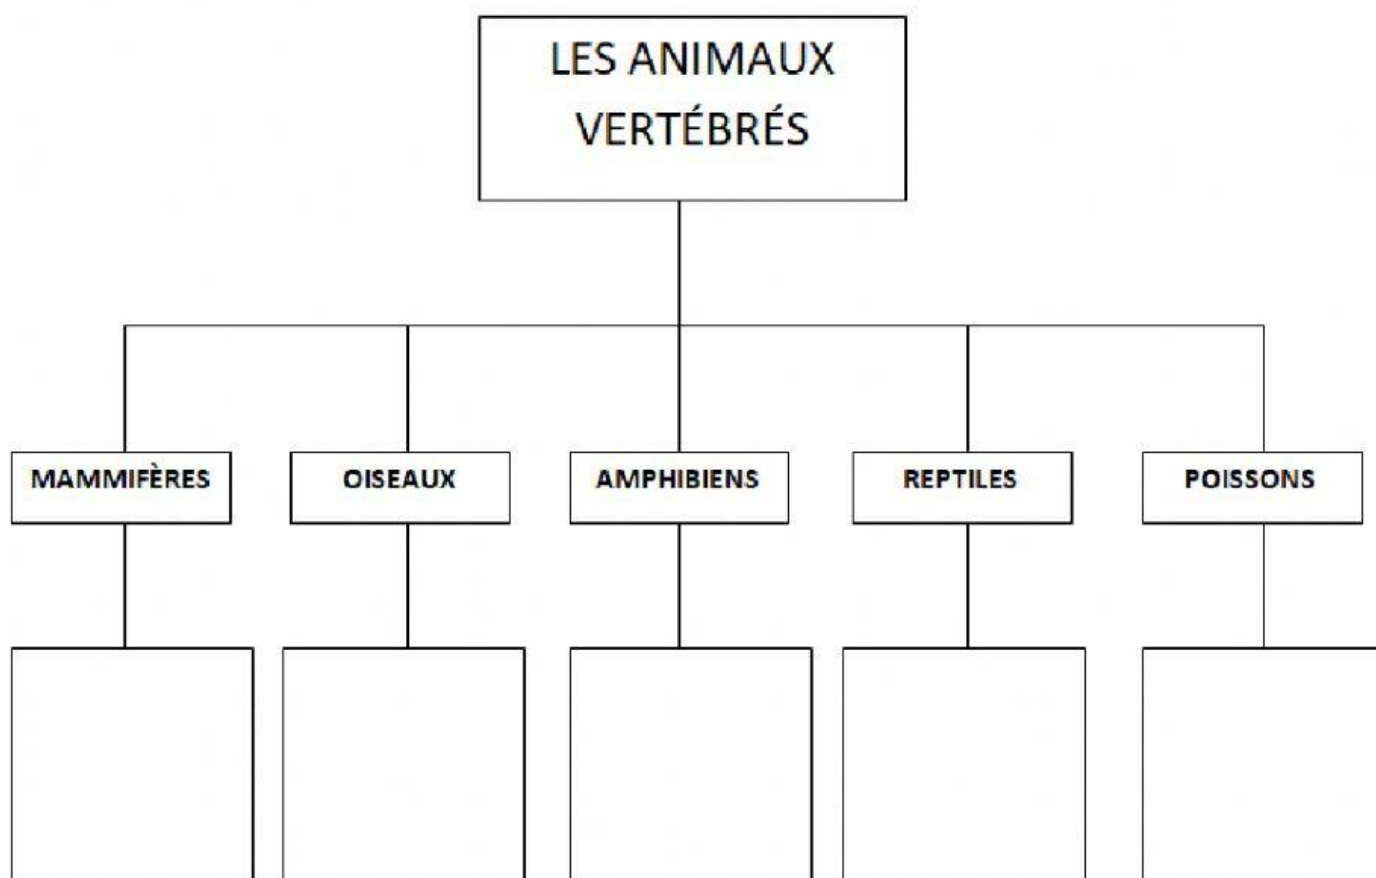 LES ANIMAUX
VERTÉBRÉS
MAMMIFÈRES
OISEAUX
AMPHIBIENS
REPTILES
POISSONS